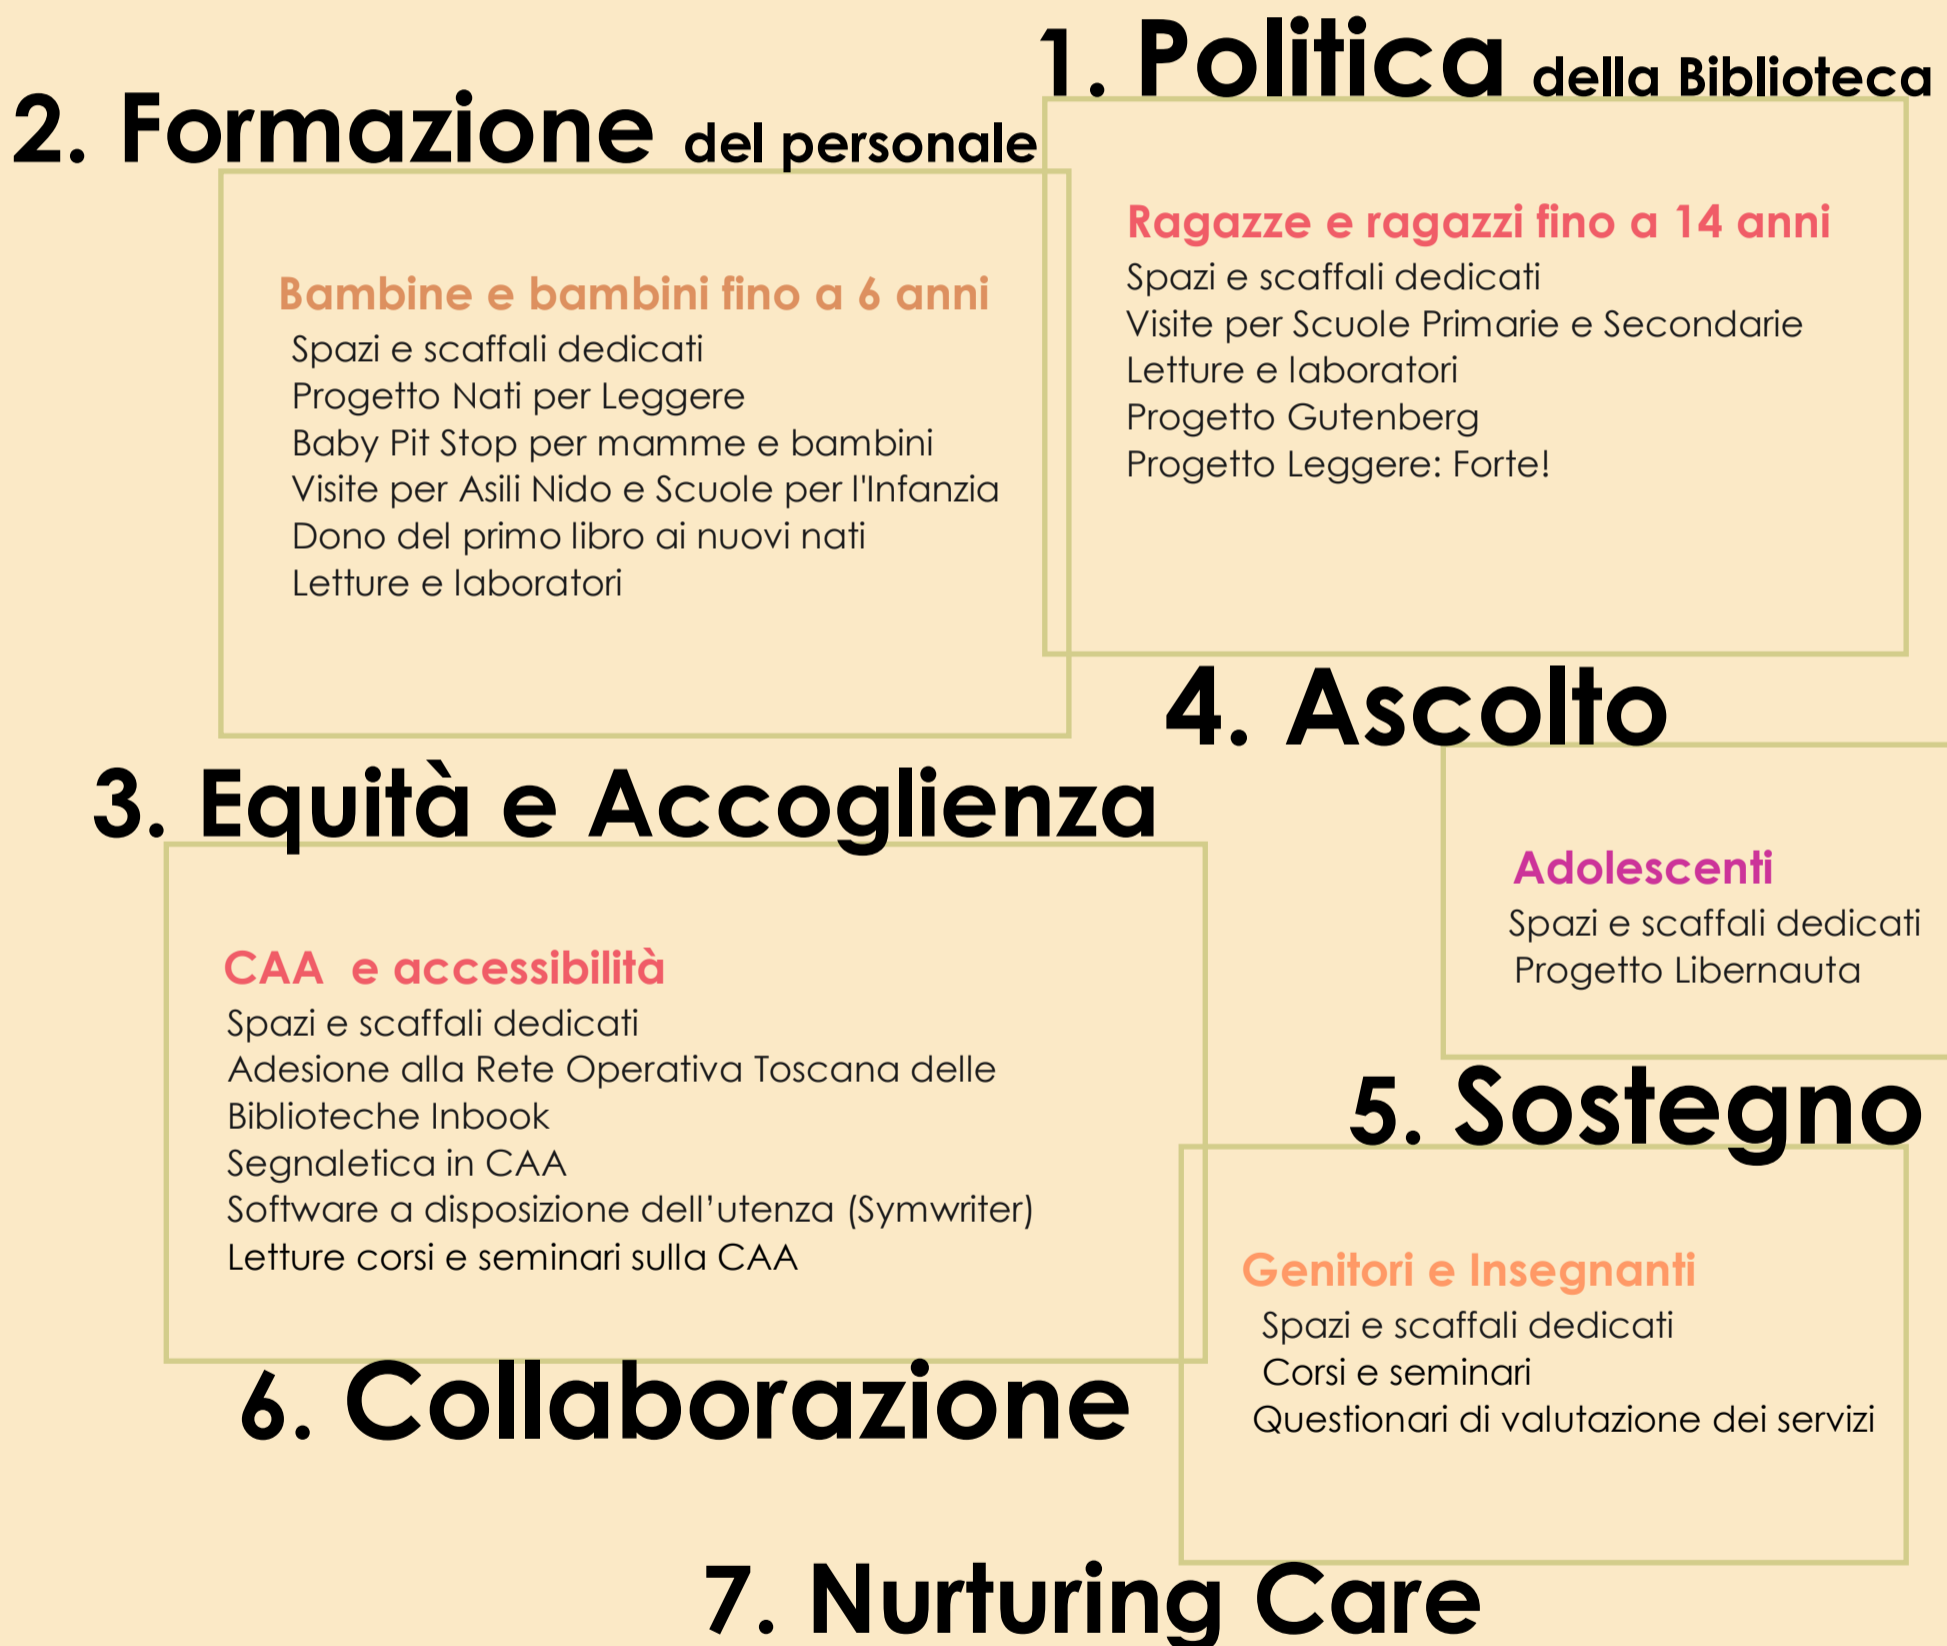 1. Politica della Biblioteca
Ragazze e ragazzi fino a 14 anni
Spazi e scaffali dedicati
Visite per Scuole Primarie e Secondarie
Letture e laboratori
Progetto Gutenberg
Progetto Leggere: Forte!
2. Formazione del personale
Bambine e bambini fino a 6 anni
Spazi e scaffali dedicati
Progetto Nati per Leggere
Baby Pit Stop per mamme e bambini
Visite per Asili Nido e Scuole per l'Infanzia
Dono del primo libro ai nuovi nati
Letture e laboratori
3. Equità e Accoglienza
CAA e accessibilità
Spazi e scaffali dedicati
Adesione alla Rete Operativa Toscana delle
Biblioteche Inbook
Segnaletica in CAA
Software a disposizione dell’utenza (Symwriter)
Letture corsi e seminari sulla CAA
4. Ascolto
Adolescenti
Spazi e scaffali dedicati
Progetto Libernauta
5. Sostegno
Genitori e Insegnanti
Spazi e scaffali dedicati
Corsi e seminari
Questionari di valutazione dei servizi
6. Collaborazione
7. Nurturing Care